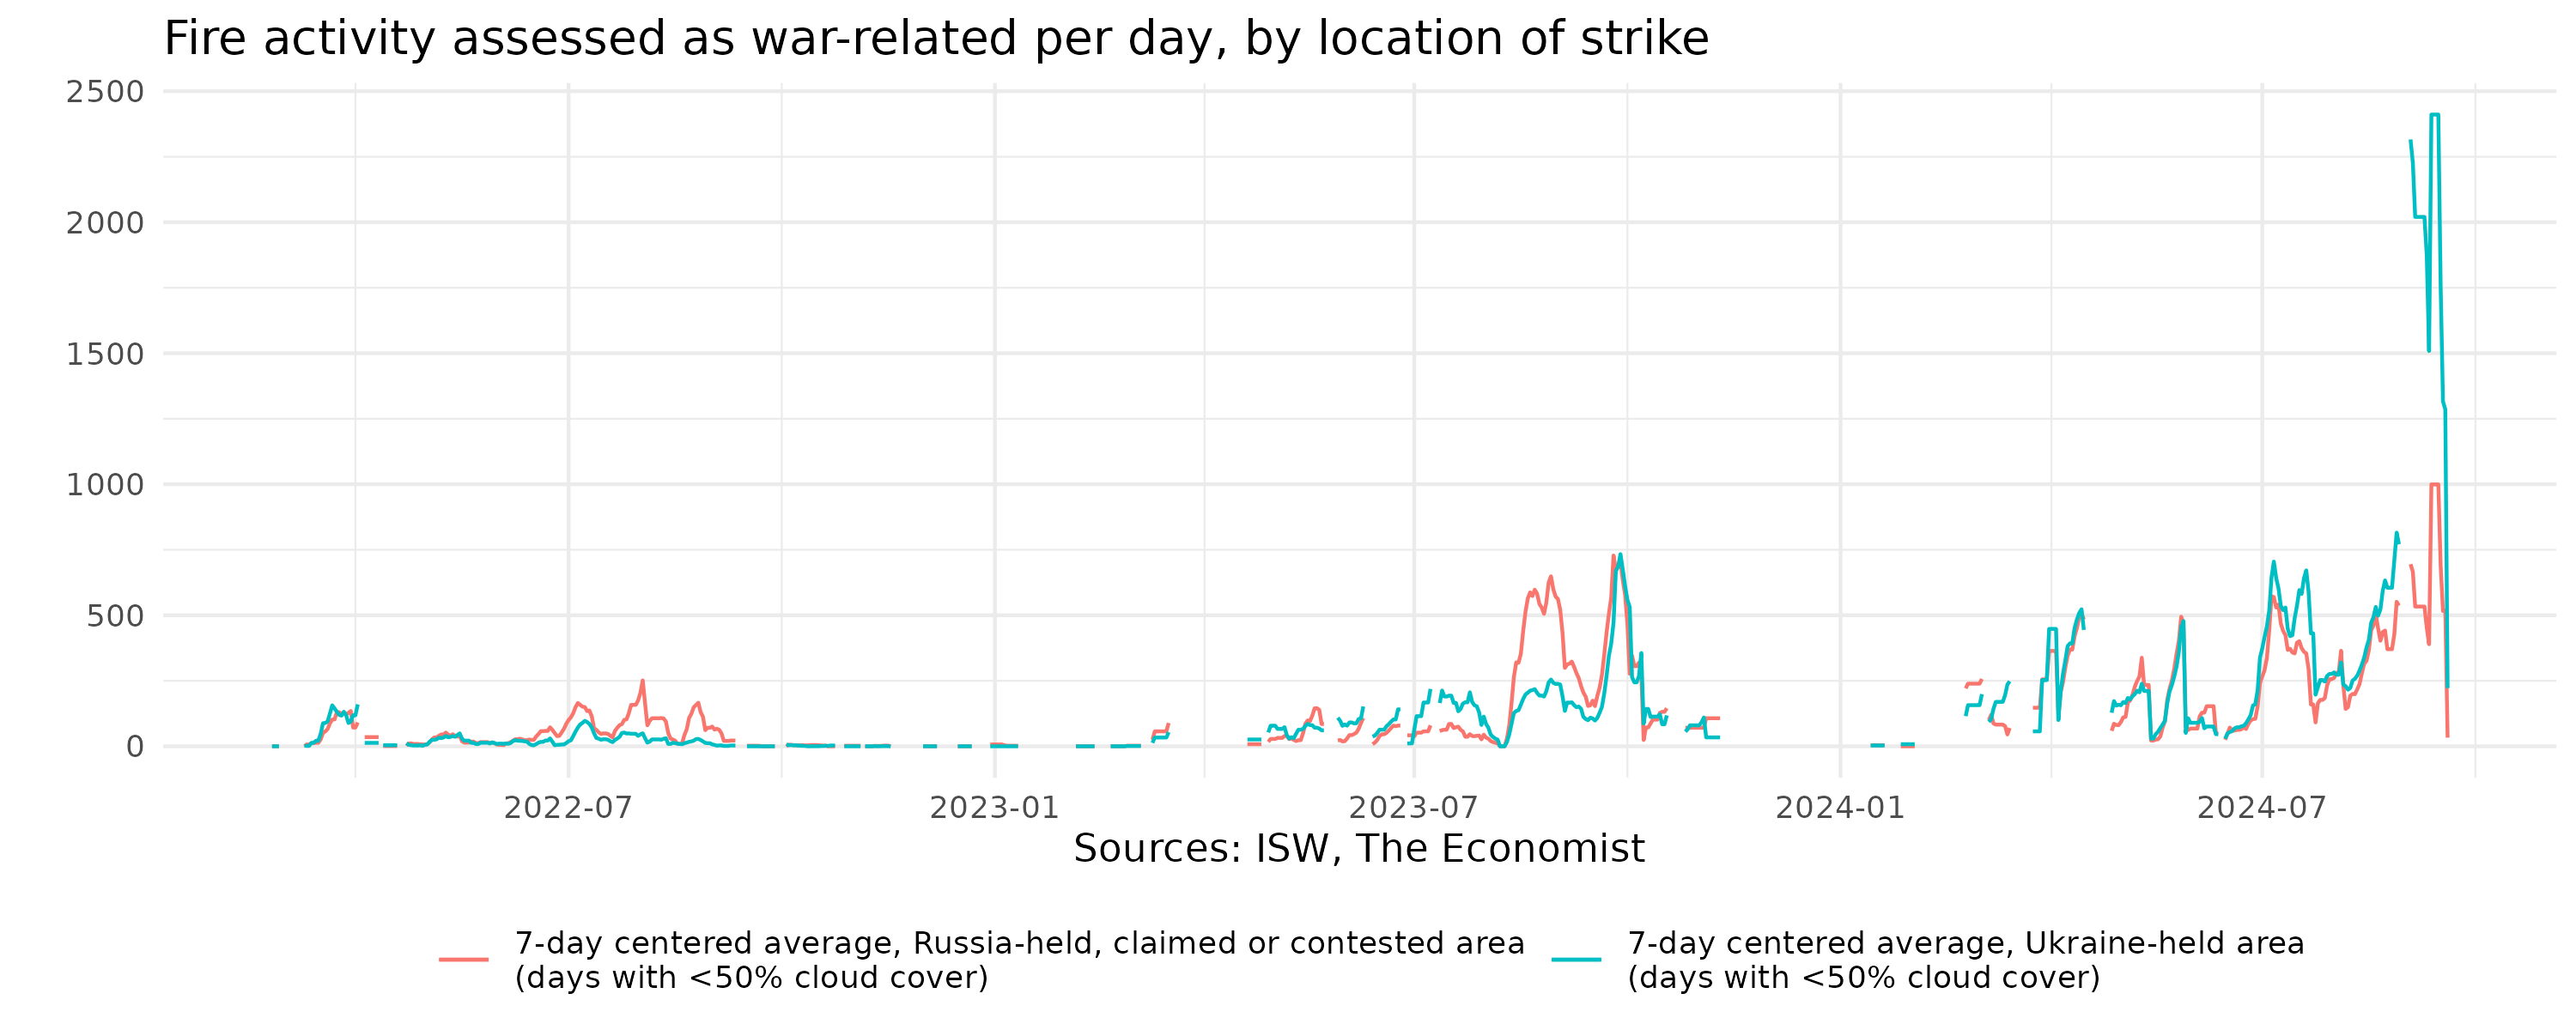 Fire activity assessed as war-related per day, by location of strike
2500
2000
1500
1000
500
0
2022-07
2023-01
2023-07
2024-01
2024-07
Sources: ISW, The Economist
7-day centered average, Russia-held, claimed or contested area
(days with <50% cloud cover)
7-day centered average, Ukraine-held area
(days with <50% cloud cover)